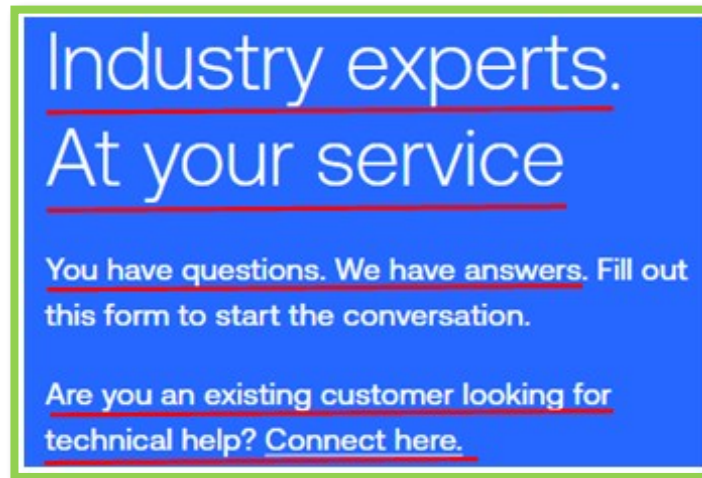 Industry experts.
At your service
You have questions. We have answers. Fill out
this form to start the conversation.
Are you an existing customer looking for
technical help? Connect here.